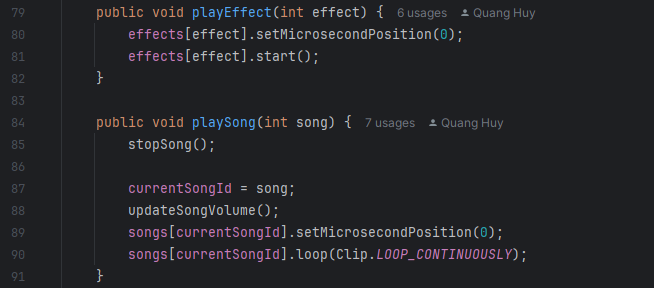 79 public void playEffect(int effect) { 6 usages Quang Huy
80 effects[effect].setMicrosecondPosition(0);
81 effects[effect].start();
82 }
83
84 public void playSong(int song) { 7 usages Quang Huy
85 stopSong();
86
87 currentSongId = song;
88 updateSongVolume();
89 songs[currentSongId].setMicrosecondPosition(0);
90 songs[currentSongId].loop(Clip.LOOP_CONTINUOUSLY);
91 }